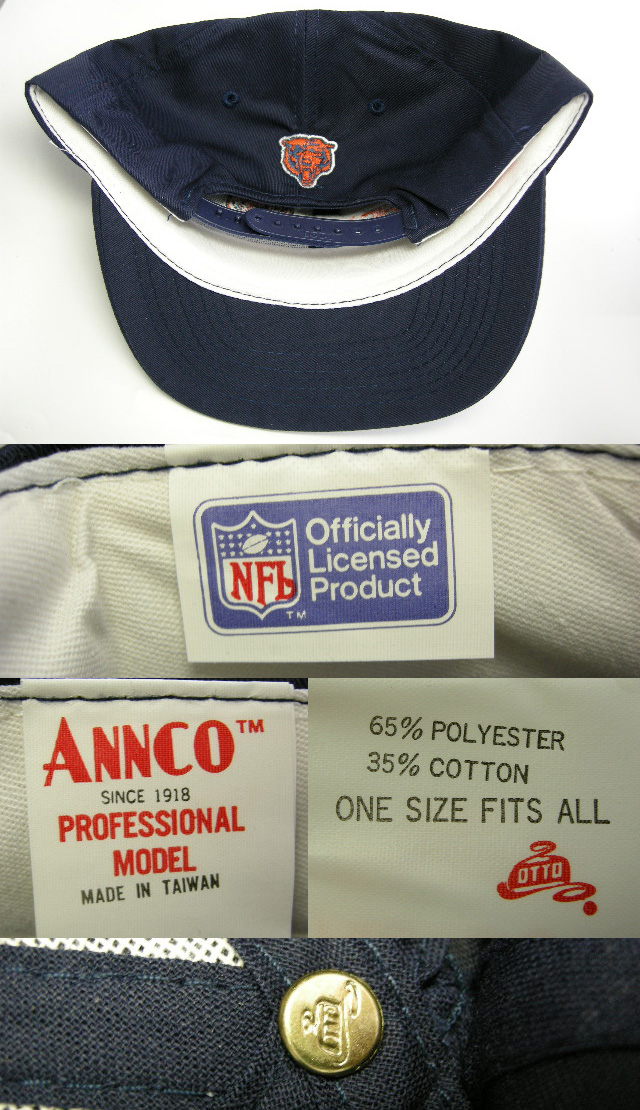 NFL
Officially
Licensed
Product
TM
ANNCO™
SINCE 1918
PROFESSIONAL
MODEL
MADE IN TAIWAN
65% POLYESTER
35% COTTON
ONE SIZE FITS ALL
OTTO
OTTO